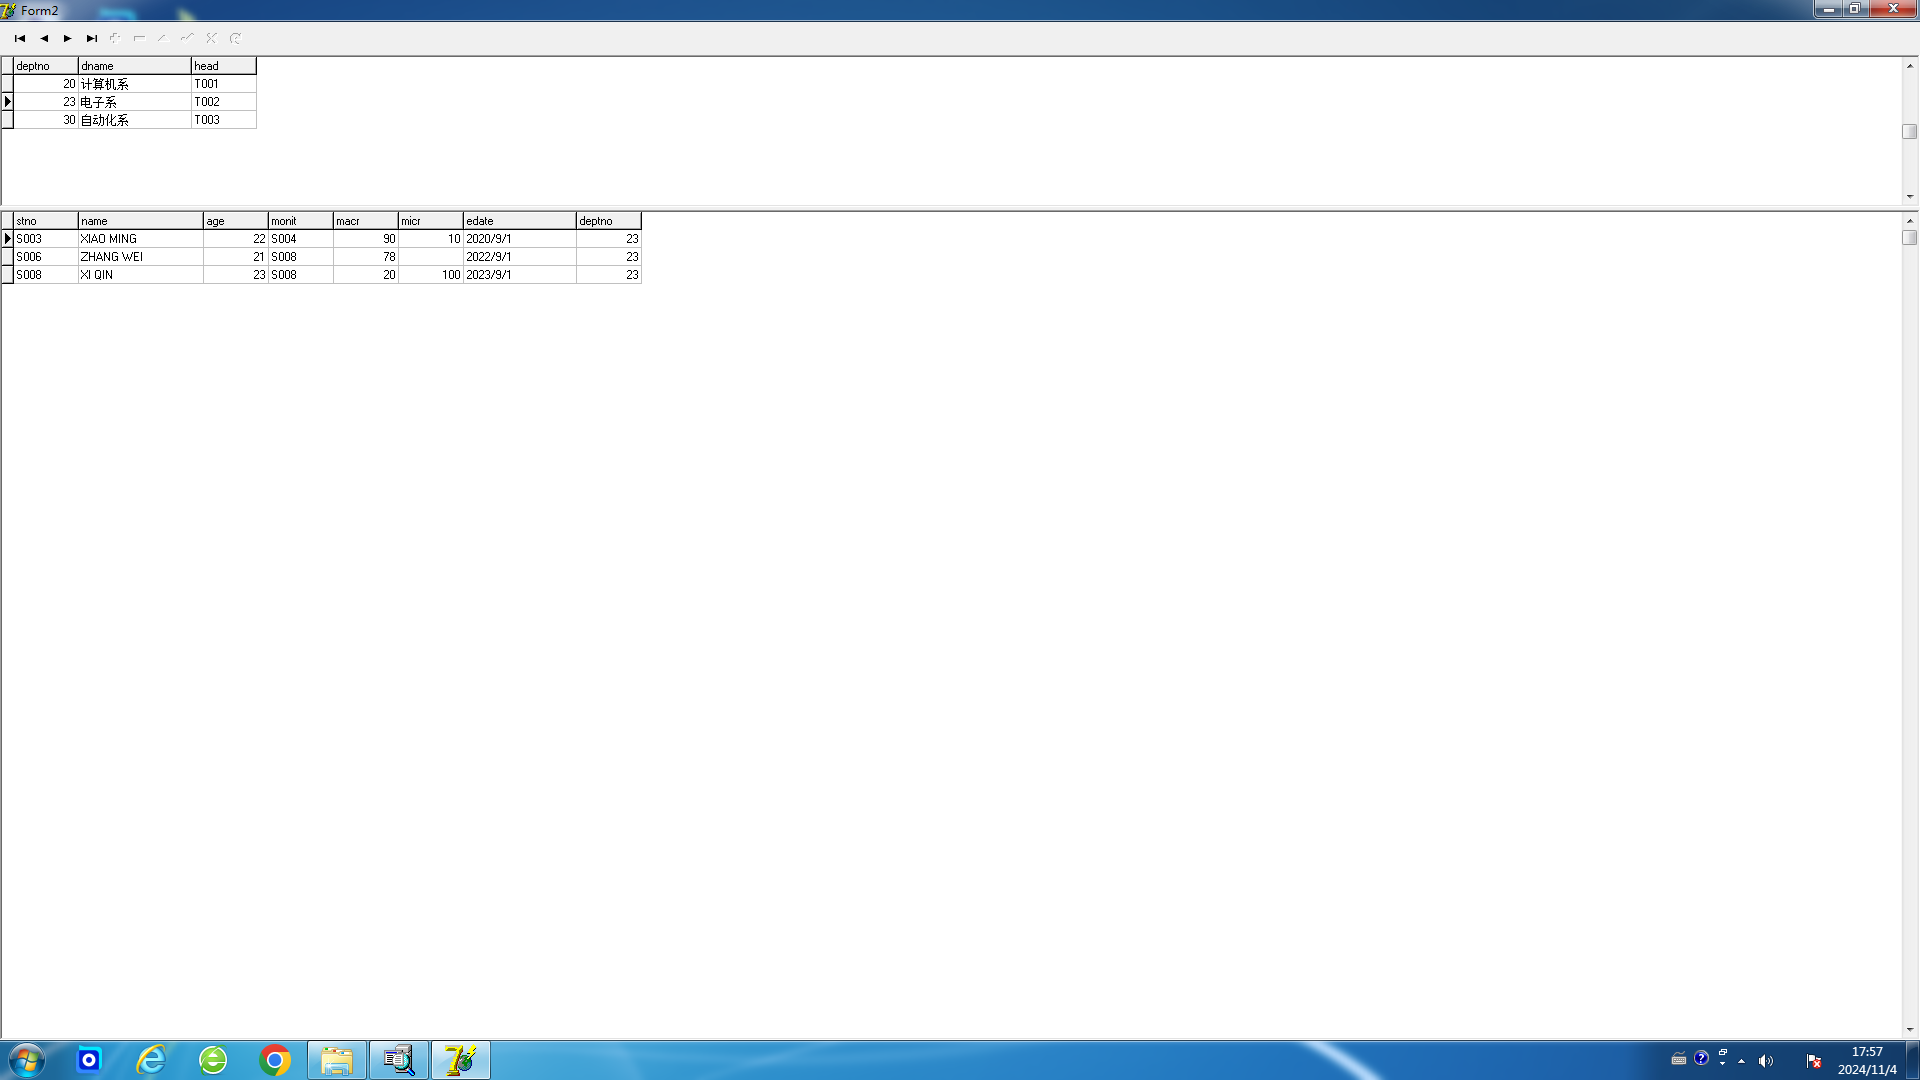 Form2
deptno dname head
20 计算机系 T001
23 电子系 T002
30 自动化系 T003
stno name age monit macr micr edate deptno
S003 XIAO MING 22 S004 90 10 2020/9/1 23
S006 ZHANG WEI 21 S008 78 2022/9/1 23
S008 XI QIN 23 S008 20 100 2023/9/1 23
17:57
2024/11/4